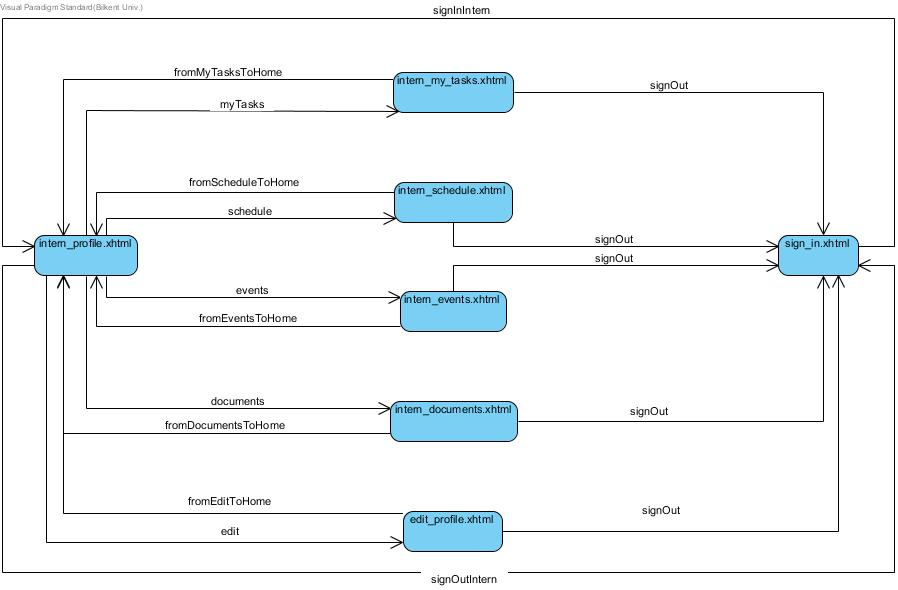 Visual Paradigm Standard(Bilkent Univ.)
signInIntern
fromMyTasksToHome
intern_my_tasks.xhtml
signOut
myTasks
fromScheduleToHome
intern_schedule.xhtml
schedule
signOut
intern_profile.xhtml
sign_in.xhtml
signOut
events
intern_events.xhtml
fromEventsToHome
documents
intern_documents.xhtml
signOut
fromDocumentsToHome
fromEditToHome
signOut
edit_profile.xhtml
edit
signOutIntern